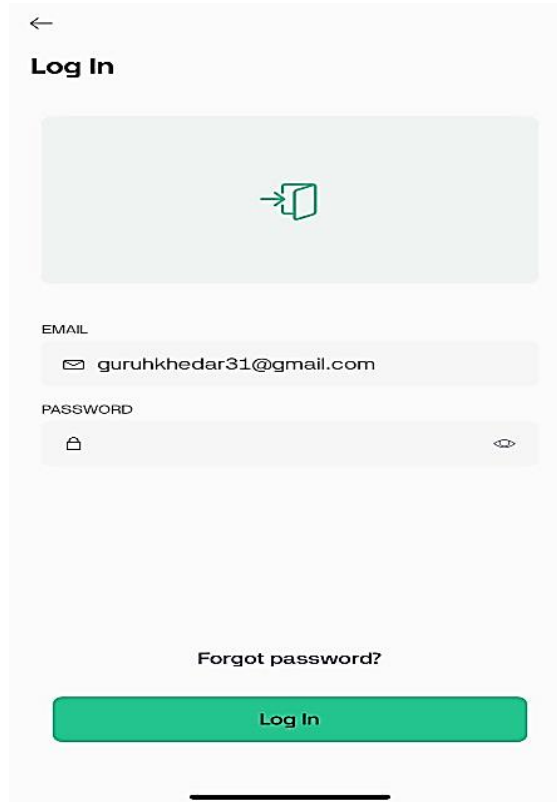 Log In
EMAIL
guruhkhedar31@gmail.com
PASSWORD
Forgot password?
Log In